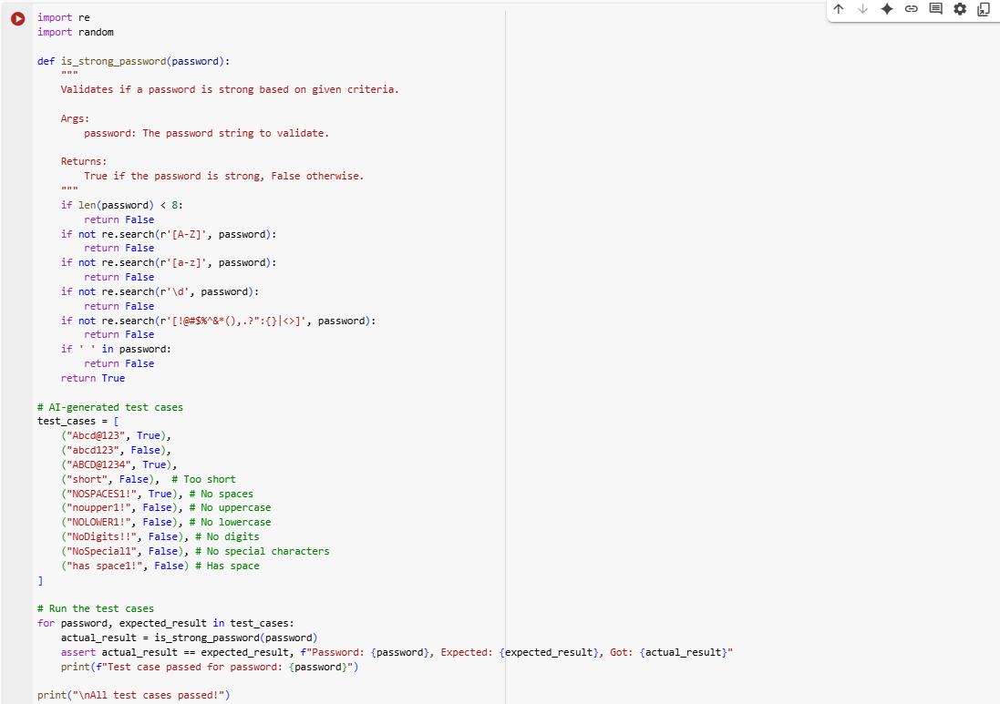 import re
import random

def is_strong_password(password):
    """
    Validates if a password is strong based on given criteria.

    Args:
        password: The password string to validate.

    Returns:
        True if the password is strong, False otherwise.
    """
    if len(password) < 8:
        return False
    if not re.search(r'[A-Z]', password):
        return False
    if not re.search(r'[a-z]', password):
        return False
    if not re.search(r'\d', password):
        return False
    if not re.search(r'[!@#$%^&*(),.?":{}|<>]', password):
        return False
    if ' ' in password:
        return False
    return True

# AI-generated test cases
test_cases = [
    ("Abcd@123", True),
    ("abcd123", False),
    ("ABCD@1234", True),
    ("short", False),  # Too short
    ("NOSPACES1!", True), # No spaces
    ("noupper1!", False), # No uppercase
    ("NOLOWER1!", False), # No lowercase
    ("NoDigits!!", False), # No digits
    ("NoSpecial1", False), # No special characters
    ("has space1!", False) # Has space
]

# Run the test cases
for password, expected_result in test_cases:
    actual_result = is_strong_password(password)
    assert actual_result == expected_result, f"Password: {password}, Expected: {expected_result}, Got: {actual_result}"
    print(f"Test case passed for password: {password}")

print("\nAll test cases passed!")